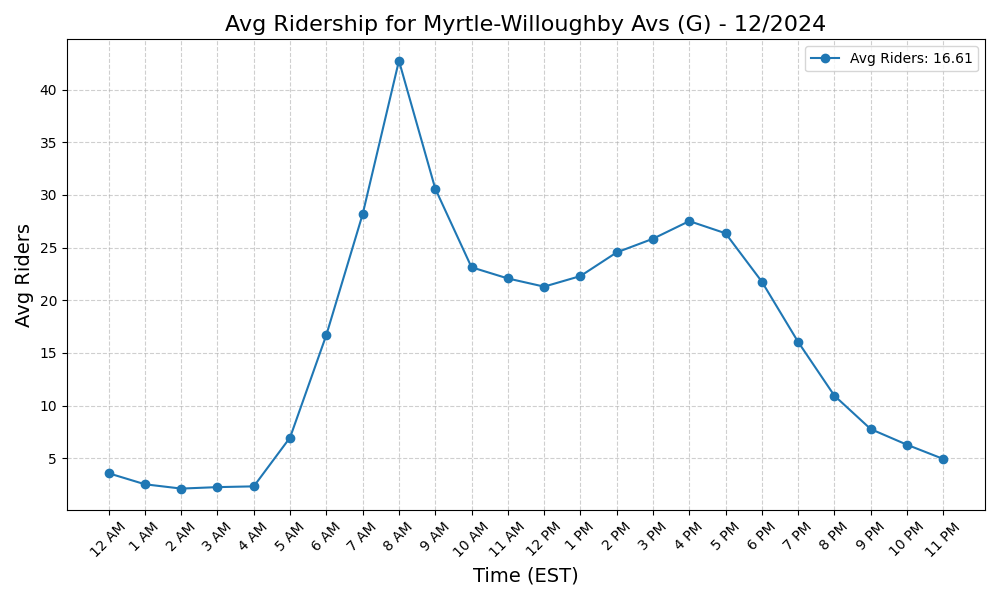 Avg Ridership for Myrtle-Willoughby Avs (G) - 12/2024
Avg Riders: 16.61
Avg Riders
40
35
30
25
20
15
10
5
12 AM
1 AM
2 AM
3 AM
4 AM
5 AM
6 AM
7 AM
8 AM
9 AM
10 AM
11 AM
12 PM
1 PM
2 PM
3 PM
4 PM
5 PM
6 PM
7 PM
8 PM
9 PM
10 PM
11 PM
Time (EST)